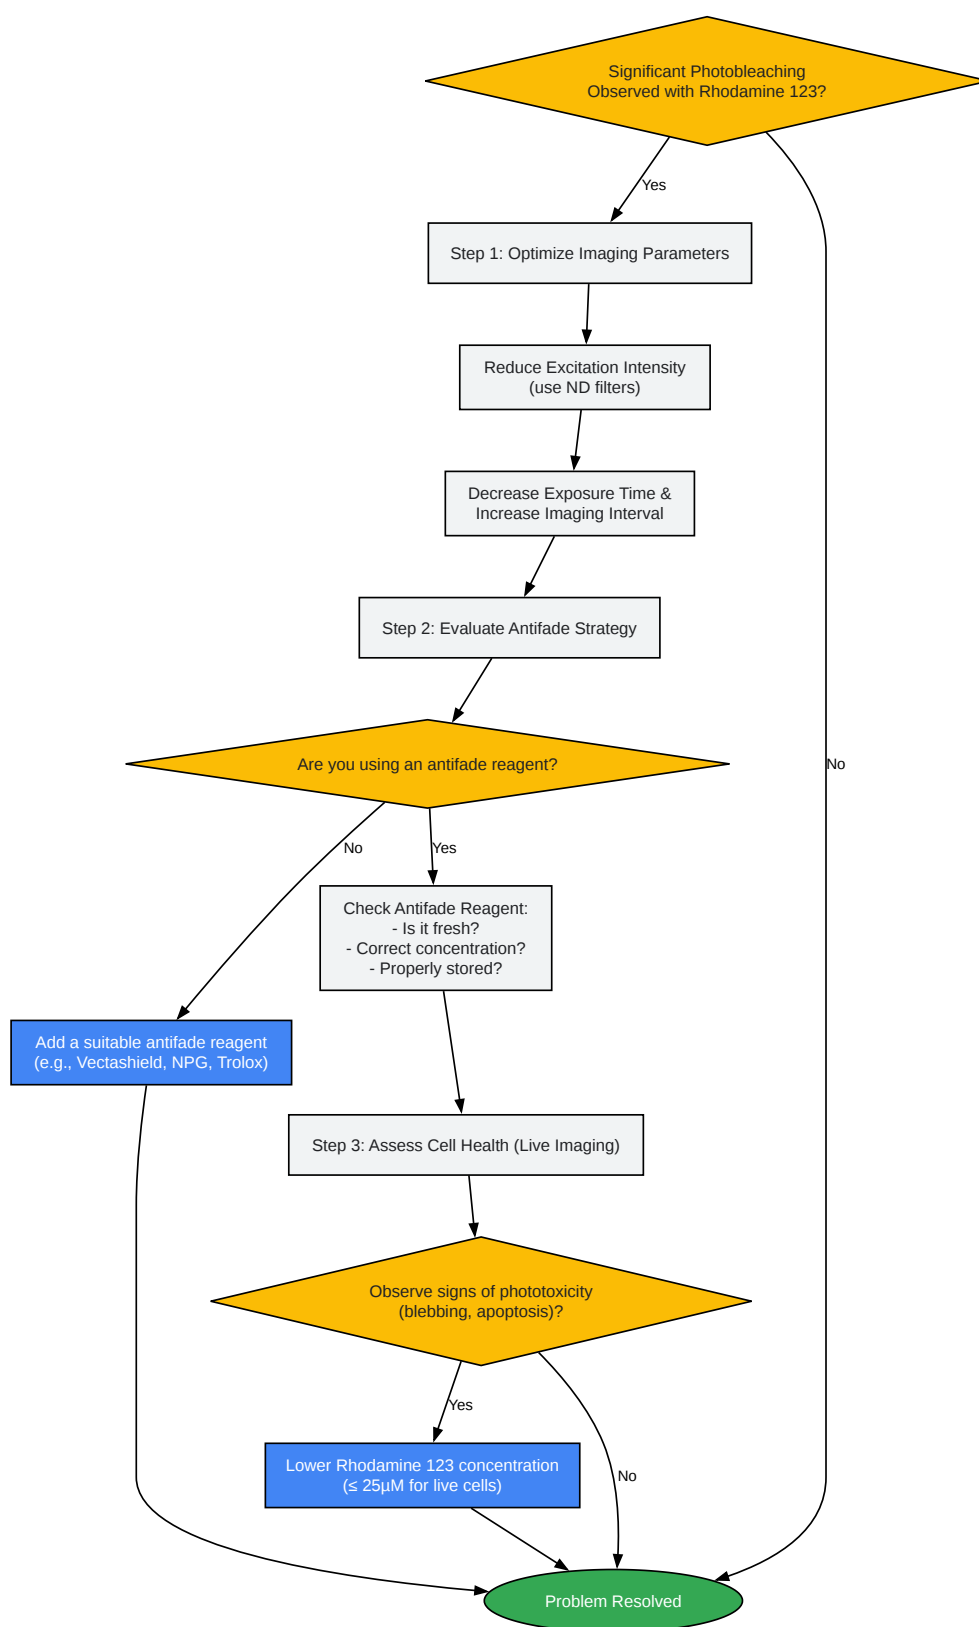 Significant Photobleaching
Observed with Rhodamine 123?
Yes
Step 1: Optimize Imaging Parameters
Reduce Excitation Intensity
(use ND filters)
Decrease Exposure Time &
Increase Imaging Interval
Step 2: Evaluate Antifade Strategy
Are you using an antifade reagent?
No
No
Yes
Check Antifade Reagent:
- Is it fresh?
- Correct concentration?
- Properly stored?
Add a suitable antifade reagent
(e.g., Vectashield, NPG, Trolox)
Step 3: Assess Cell Health (Live Imaging)
Observe signs of phototoxicity
(blebbing, apoptosis)?
Yes
Lower Rhodamine 123 concentration
(≤ 25µM for live cells)
No
Problem Resolved